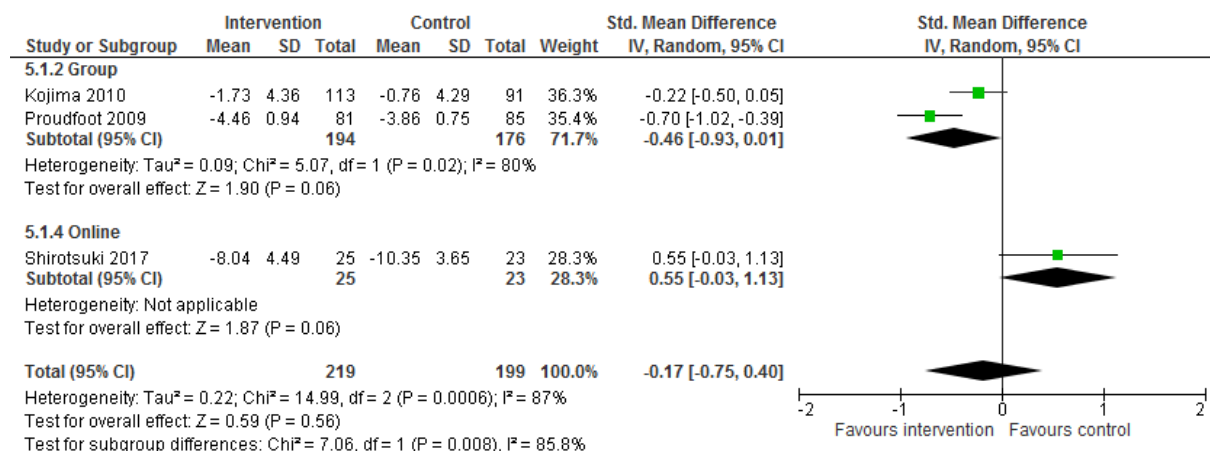 Intervention Control Std. Mean Difference Std. Mean Difference
Study or Subgroup Mean SD Total Mean SD Total Weight IV, Random, 95% CI IV, Random, 95% CI
5.1.2 Group
Kojima 2010 -1.73 4.36 113 -0.76 4.29 91 36.3% -0.22 [-0.50, 0.05]
Proudfoot 2009 -4.46 0.94 81 -3.86 0.75 85 35.4% -0.70 [-1.02, -0.39]
Subtotal (95% CI) 194 176 71.7% -0.46 [-0.93, 0.01]
Heterogeneity: Tau² = 0.09; Chi² = 5.07, df = 1 (P = 0.02); I² = 80%
Test for overall effect: Z = 1.90 (P = 0.06)
5.1.4 Online
Shirotsuki 2017 -8.04 4.49 25 -10.35 3.65 23 28.3% 0.55 [-0.03, 1.13]
Subtotal (95% CI) 25 23 28.3% 0.55 [-0.03, 1.13]
Heterogeneity: Not applicable
Test for overall effect: Z = 1.87 (P = 0.06)
Total (95% CI) 219 199 100.0% -0.17 [-0.75, 0.40]
Heterogeneity: Tau² = 0.22; Chi² = 14.99, df = 2 (P = 0.0006); I² = 87%
Test for overall effect: Z = 0.59 (P = 0.56)
Test for subgroup differences: Chi² = 7.06, df = 1 (P = 0.008), I² = 85.8%
-2 -1 0 1 2
Favours intervention Favours control